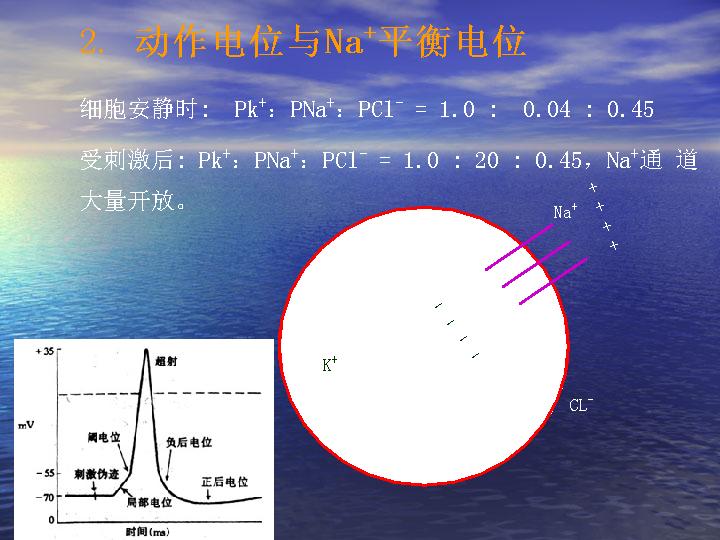 2. 动作电位与Na⁺平衡电位
细胞安静时: Pk⁺：PNa⁺：PCl⁻ = 1.0 : 0.04 : 0.45
受刺激后: Pk⁺：PNa⁺：PCl⁻ = 1.0 : 20 : 0.45，Na⁺通 道
大量开放。
Na⁺
+ + + +
- - - -
K⁺
CL⁻
+35
超射
mV
阈电位
负后电位
-55
刺激伪迹
正后电位
-70
局部电位
0
时间(ms)